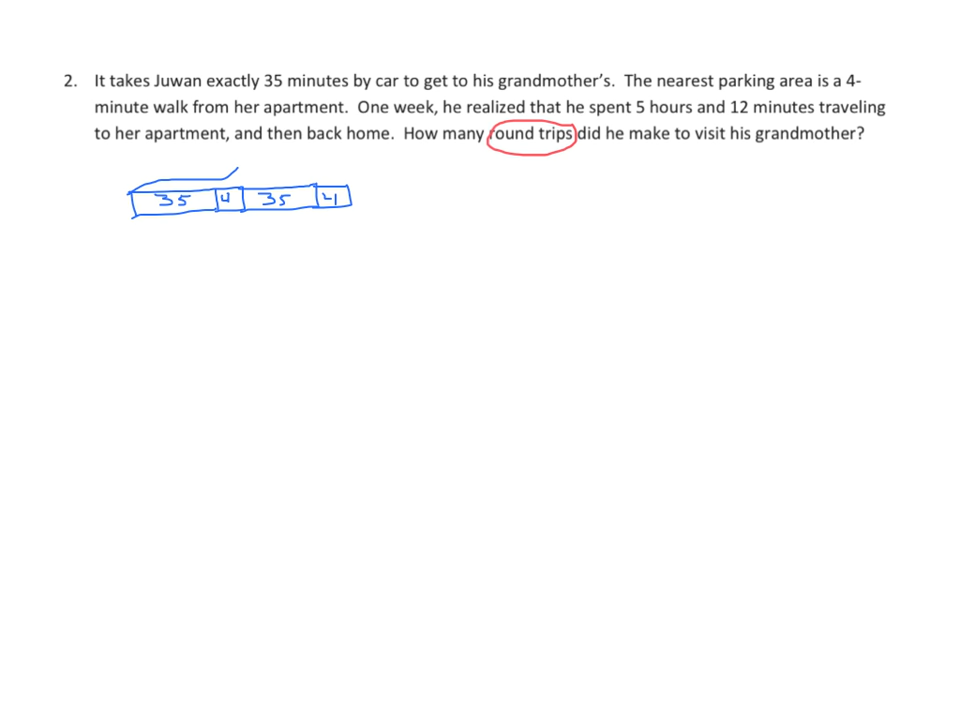 2. It takes Juwan exactly 35 minutes by car to get to his grandmother's. The nearest parking area is a 4-
minute walk from her apartment. One week, he realized that he spent 5 hours and 12 minutes traveling
to her apartment, and then back home. How many round trips did he make to visit his grandmother?
35 4 35 4